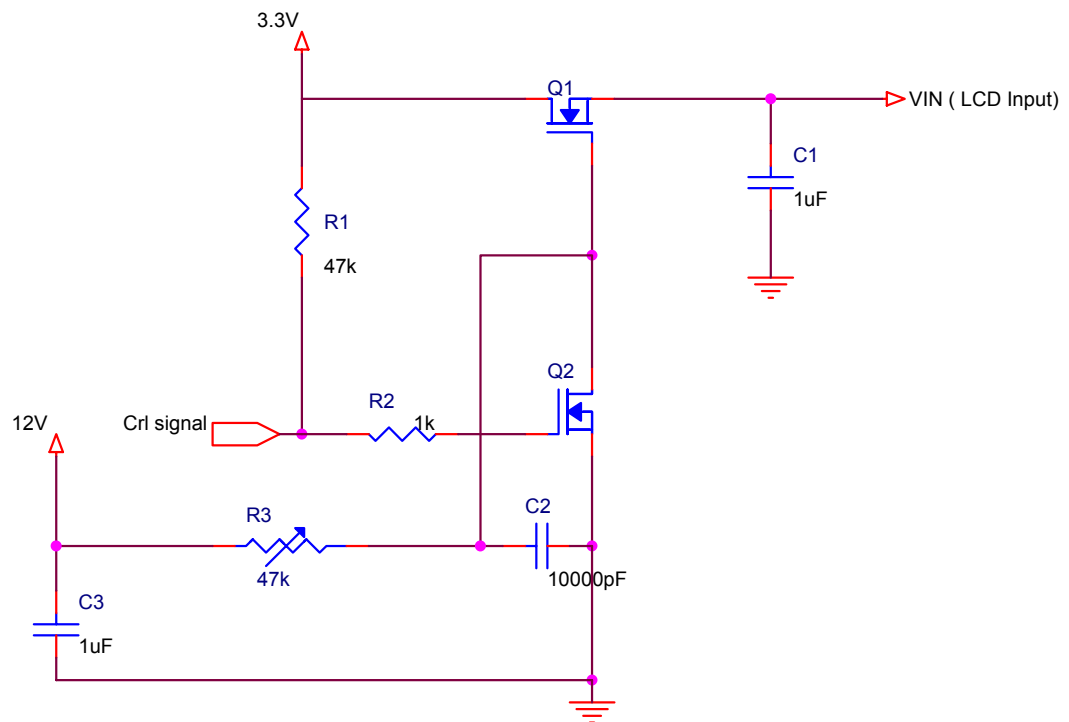 3.3V
Q1
VIN ( LCD Input)
C1
1uF
R1
47k
Q2
R2
1k
12V
Crl signal
R3
47k
C2
10000pF
C3
1uF